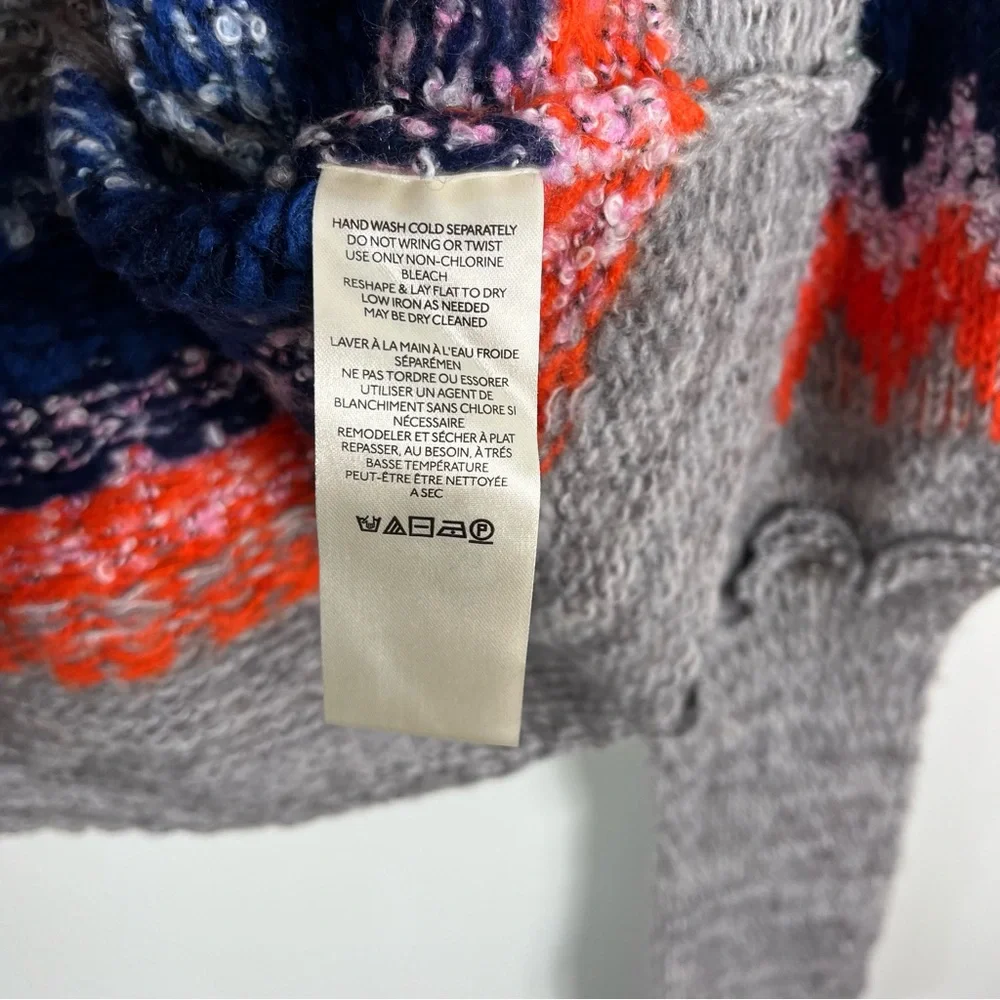 HAND WASH COLD SEPARATELY
DO NOT WRING OR TWIST
USE ONLY NON-CHLORINE
BLEACH
RESHAPE & LAY FLAT TO DRY
LOW IRON AS NEEDED
MAY BE DRY CLEANED
LAVER À LA MAIN À L'EAU FROIDE
SÉPARÉMEN
NE PAS TORDRE OU ESSORER
UTILISER UN AGENT DE
BLANCHIMENT SANS CHLORE SI
NÉCESSAIRE
REMODELER ET SÉCHER À PLAT
REPASSER, AU BESOIN, À TRÉS
BASSE TEMPÉRATURE
PEUT-ÊTRE ÊTRE NETTOYÉE
A SEC
P